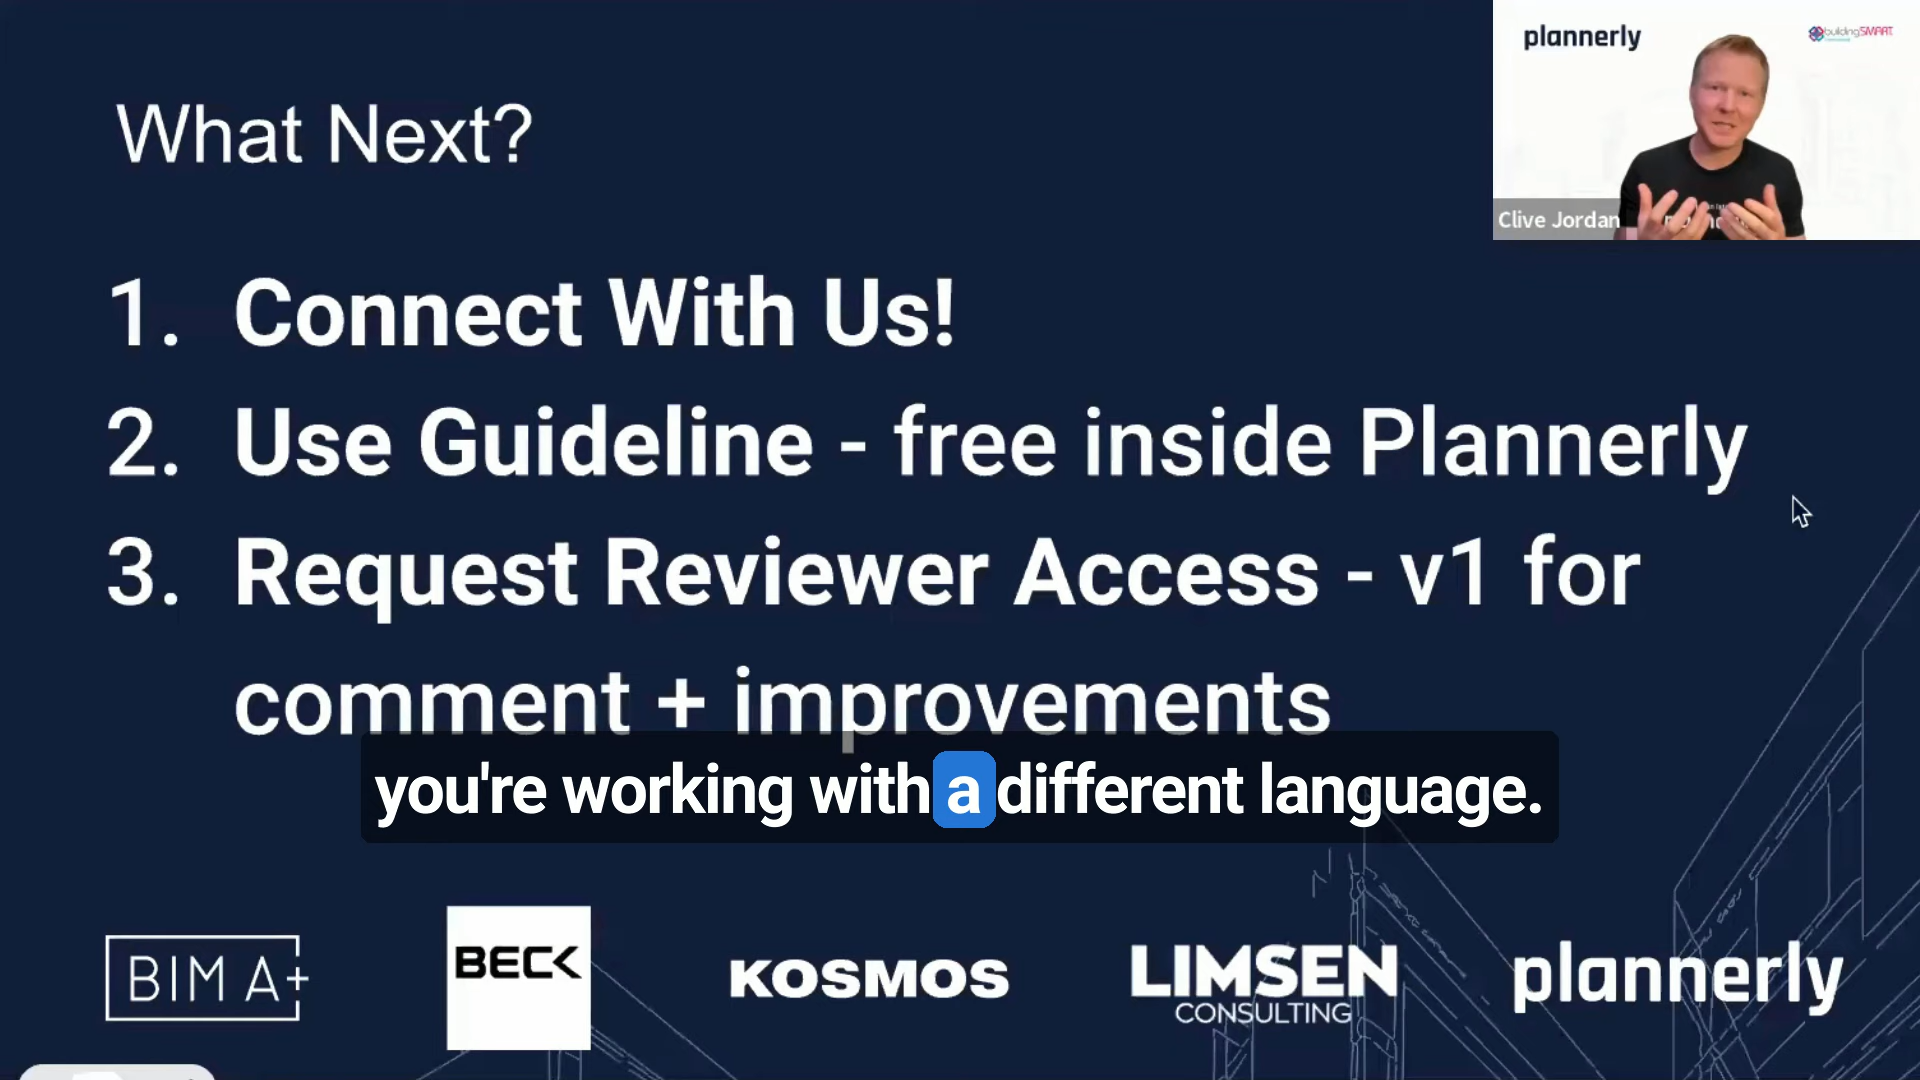 plannerly
buildingSMART
What Next?
Clive Jordan
1. Connect With Us!
2. Use Guideline - free inside Plannerly
3. Request Reviewer Access - v1 for
comment + improvements
you're working with a different language.
BIM A+
BECK
KOSMOS
LIMSEN
CONSULTING
plannerly